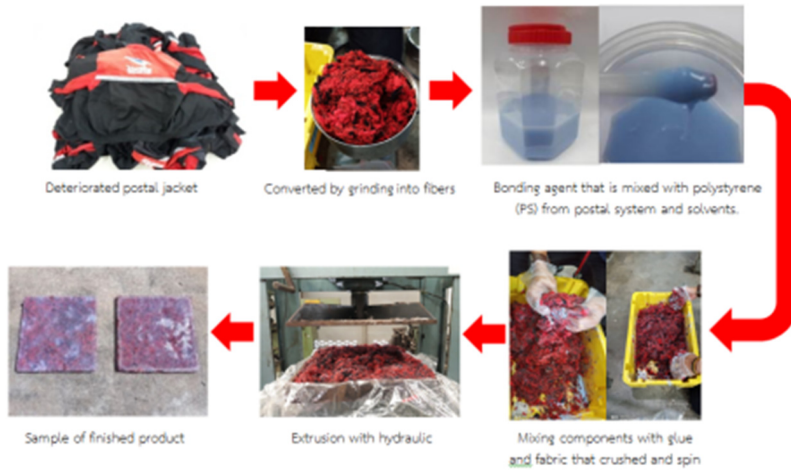 Deteriorated postal jacket
Converted by grinding into fibers
Bonding agent that is mixed with polystyrene
(PS) from postal system and solvents.
Mixing components with glue
and fabric that crushed and spin
Extrusion with hydraulic
Sample of finished product